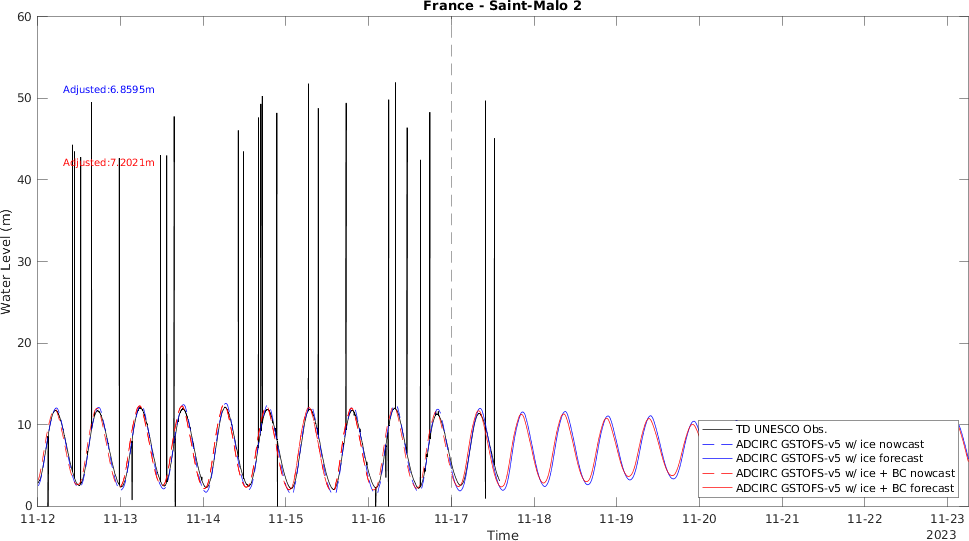 France - Saint-Malo 2
60
50
40
30
20
10
0
Water Level (m)
Adjusted:6.8595m
Adjusted:7.2021m
TD UNESCO Obs.
ADCIRC GSTOFS-v5 w/ ice nowcast
ADCIRC GSTOFS-v5 w/ ice forecast
ADCIRC GSTOFS-v5 w/ ice + BC nowcast
ADCIRC GSTOFS-v5 w/ ice + BC forecast
11-12 11-13 11-14 11-15 11-16 11-17 11-18 11-19 11-20 11-21 11-22 11-23
Time
2023